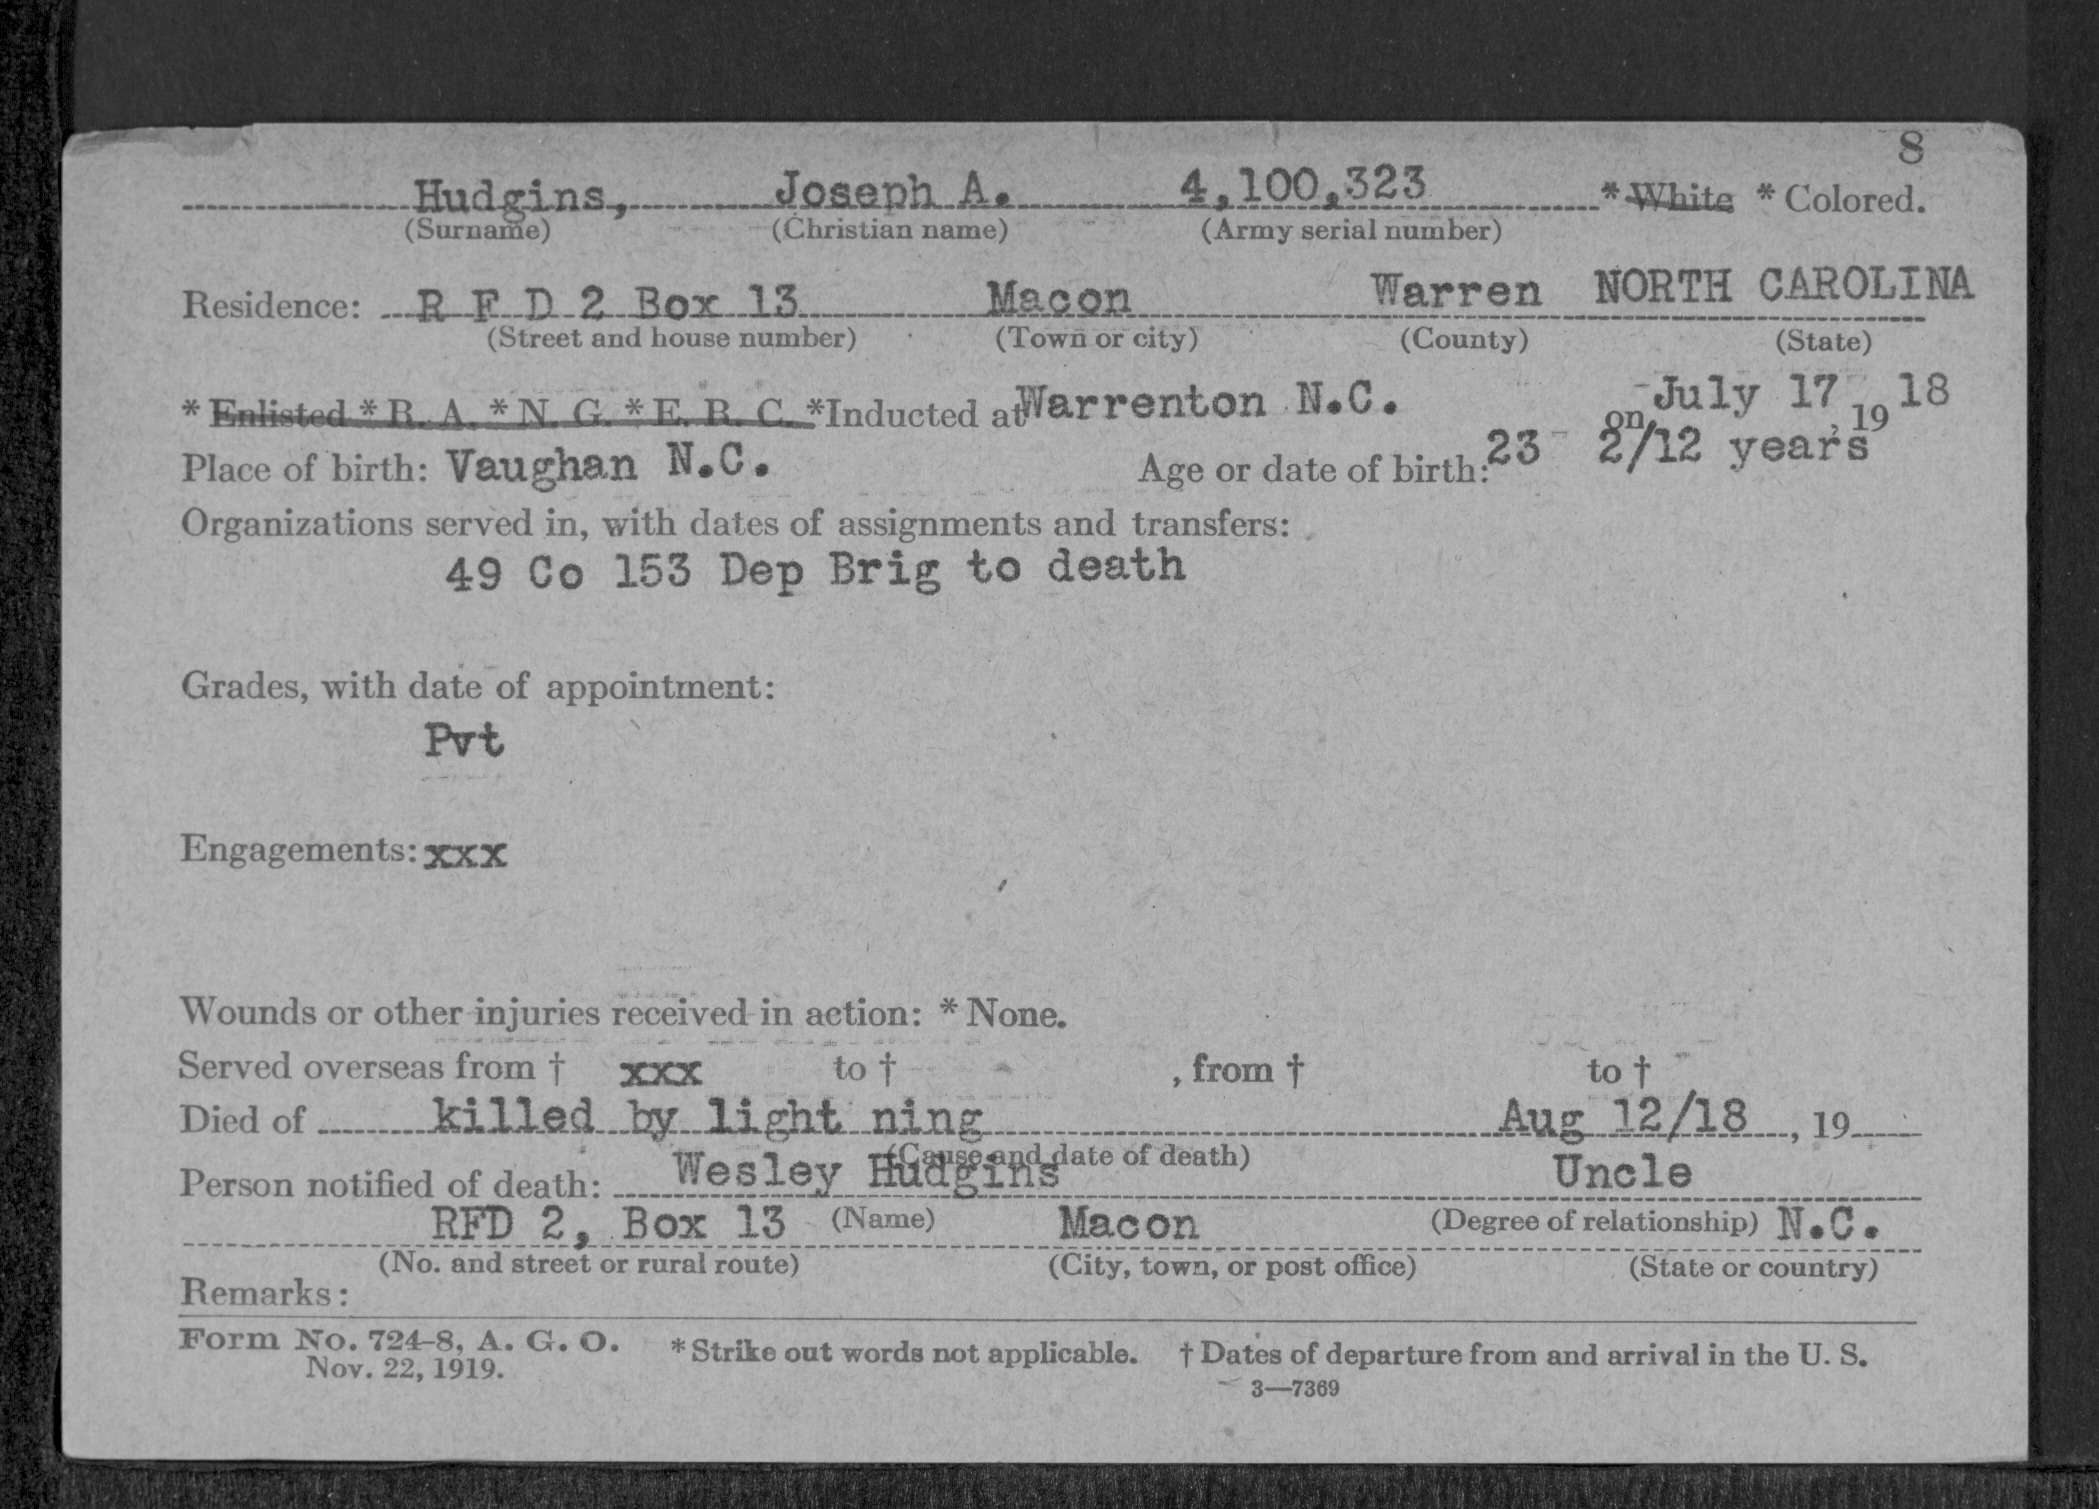 8
Hudgins, Joseph A. 4,100,323 * White * Colored.
(Surname) (Christian name) (Army serial number)
Residence: R F D 2 Box 13 Macon Warren NORTH CAROLINA
(Street and house number) (Town or city) (County) (State)
* Enlisted * R. A. * N. G. * E. R. C. *Inducted at Warrenton N.C. on July 17, 1918
Place of birth: Vaughan N.C. Age or date of birth: 23 2/12 years
Organizations served in, with dates of assignments and transfers:
49 Co 153 Dep Brig to death
Grades, with date of appointment:
Pvt
Engagements: xxx
Wounds or other injuries received in action: * None.
Served overseas from † xxx to † , from † to †
Died of killed by light ning Aug 12/18, 19
(Cause and date of death)
Person notified of death: Wesley Hudgins Uncle
(Name) (Degree of relationship)
RFD 2, Box 13 Macon N.C.
(No. and street or rural route) (City, town, or post office) (State or country)
Remarks:
Form No. 724-8, A. G. O. * Strike out words not applicable. † Dates of departure from and arrival in the U. S.
Nov. 22, 1919.
3—7369